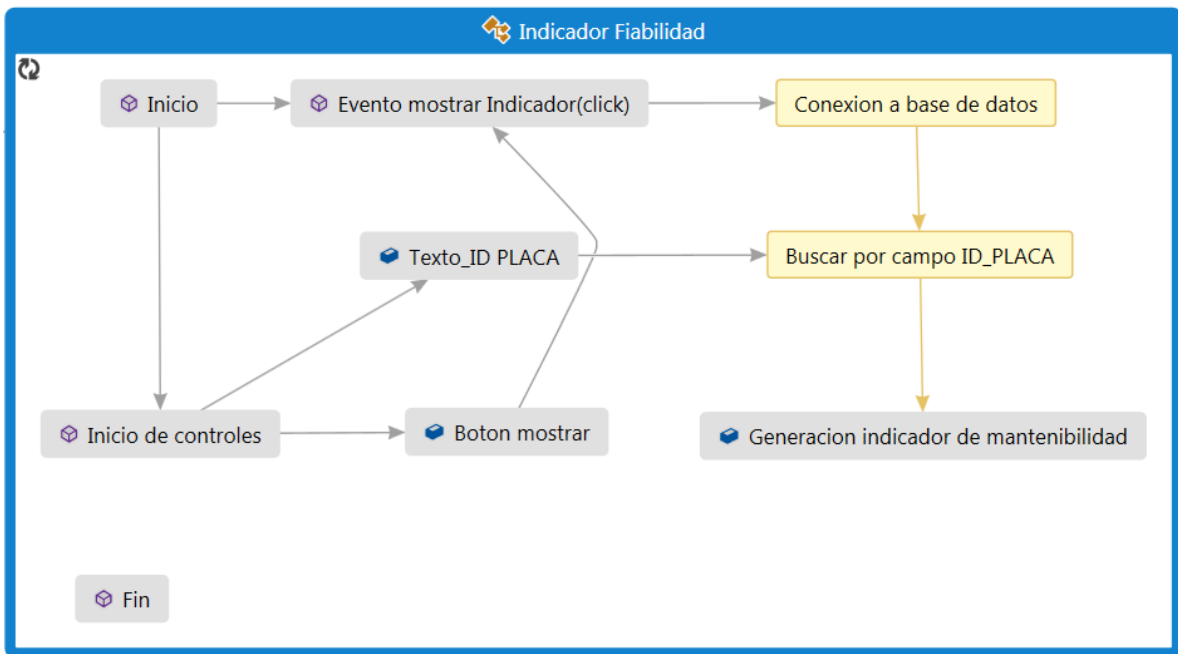 Indicador Fiabilidad
Inicio
Evento mostrar Indicador(click)
Conexion a base de datos
Texto_ID PLACA
Buscar por campo ID_PLACA
Inicio de controles
Boton mostrar
Generacion indicador de mantenibilidad
Fin